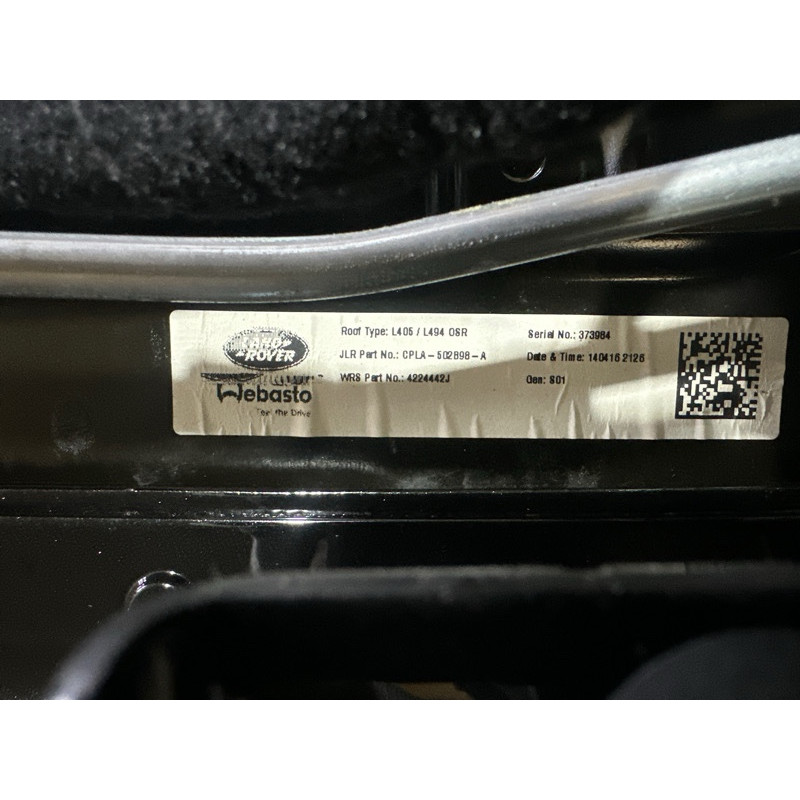 LAND
ROVER
Webasto
Feel the Drive
Roof Type: L405 / L494 OSR
JLR Part No.: CPLA-502B98-A
WRS Part No.: 4224442J
Serial No.: 373984
Date & Time: 140416 2126
Gen: S01